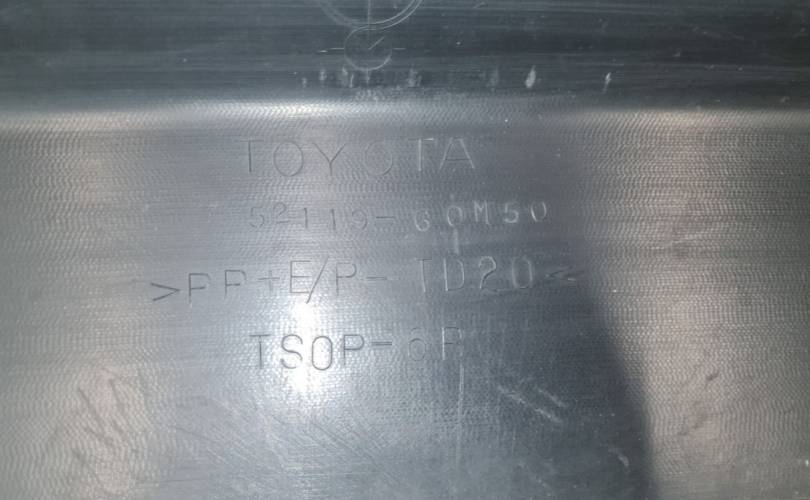 TOYOTA
52119-60M50
>PP+E/P-TD20<
TSOP-6P